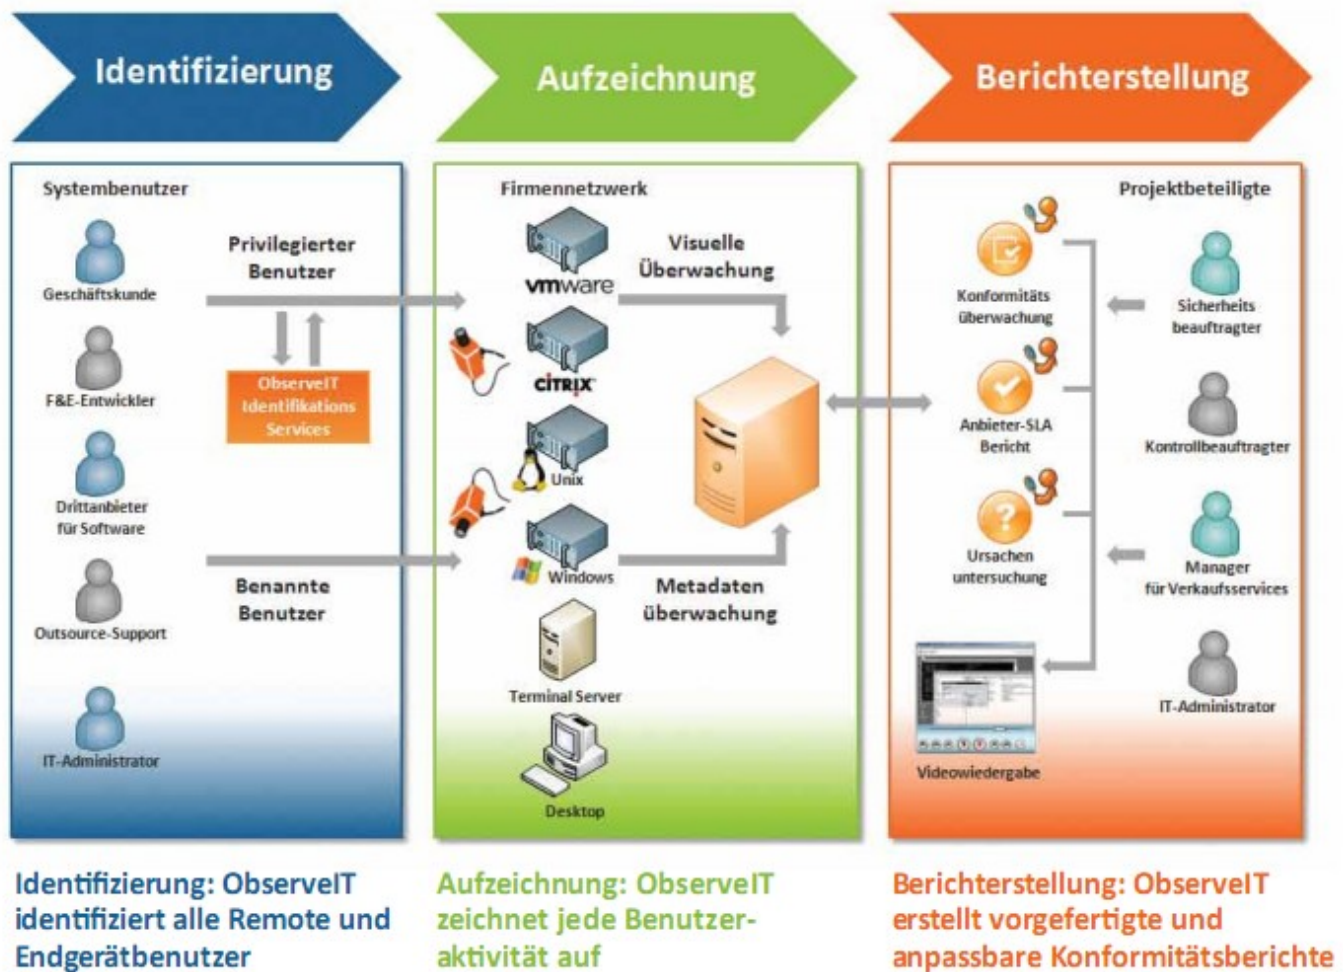 Identifizierung
Aufzeichnung
Berichterstellung
Systembenutzer
Geschäftskunde
F&E-Entwickler
Drittanbieter
für Software
Outsource-Support
IT-Administrator
Privilegierter
Benutzer
ObserveIT
Identifikations
Services
Benannte
Benutzer
Firmennetzwerk
vmware
CITRIX
Unix
Windows
Terminal Server
Desktop
Visuelle
Überwachung
Metadaten
überwachung
Projektbeteiligte
Konformitäts
überwachung
Anbieter-SLA
Bericht
Ursachen
untersuchung
Videowiedergabe
Sicherheits
beauftragter
Kontrollbeauftragter
Manager
für Verkaufsservices
IT-Administrator
Identifizierung: ObserveIT
identifiziert alle Remote und
Endgerätbenutzer
Aufzeichnung: ObserveIT
zeichnet jede Benutzer-
aktivität auf
Berichterstellung: ObserveIT
erstellt vorgefertigte und
anpassbare Konformitätsberichte